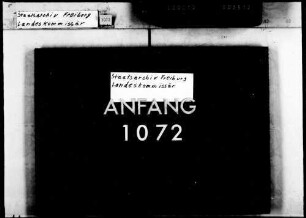 Staatsarchiv Freiburg
Landeskommissär
Staatsarchiv Freiburg
Landeskommissär
ANFANG
1072